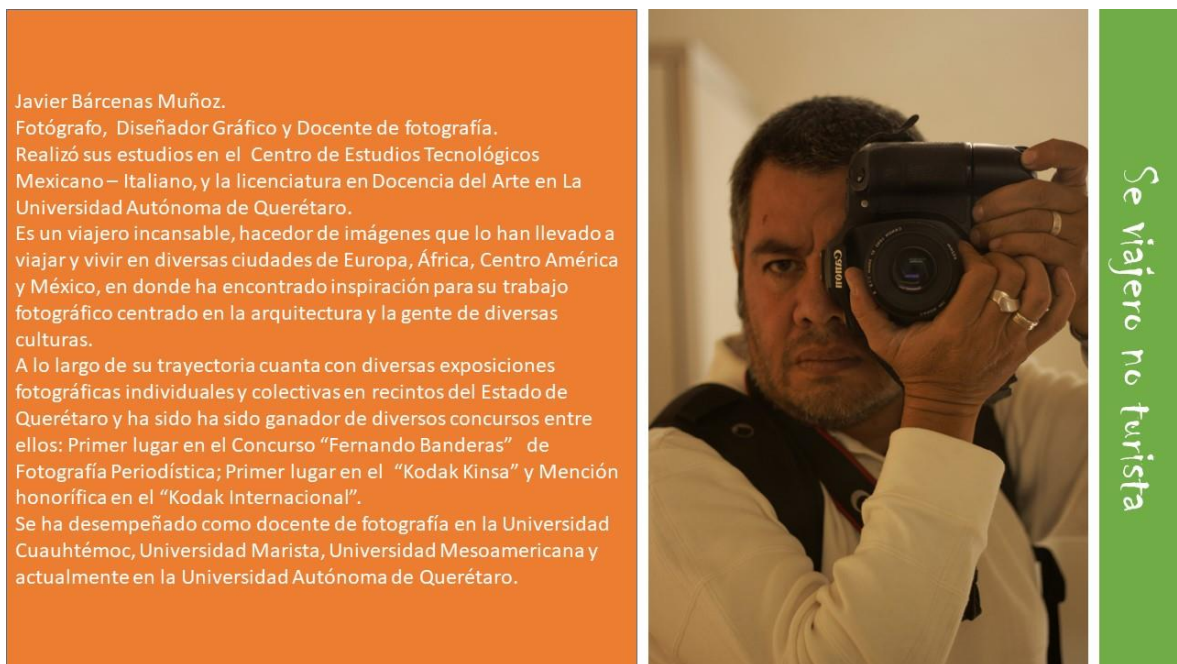 Javier Bárcenas Muñoz.
Fotógrafo, Diseñador Gráfico y Docente de fotografía.
Realizó sus estudios en el Centro de Estudios Tecnológicos
Mexicano – Italiano, y la licenciatura en Docencia del Arte en La
Universidad Autónoma de Querétaro.
Es un viajero incansable, hacedor de imágenes que lo han llevado a
viajar y vivir en diversas ciudades de Europa, África, Centro América
y México, en donde ha encontrado inspiración para su trabajo
fotográfico centrado en la arquitectura y la gente de diversas
culturas.
A lo largo de su trayectoria cuanta con diversas exposiciones
fotográficas individuales y colectivas en recintos del Estado de
Querétaro y ha sido ha sido ganador de diversos concursos entre
ellos: Primer lugar en el Concurso “Fernando Banderas” de
Fotografía Periodística; Primer lugar en el “Kodak Kinsa” y Mención
honorífica en el “Kodak Internacional”.
Se ha desempeñado como docente de fotografía en la Universidad
Cuauhtémoc, Universidad Marista, Universidad Mesoamericana y
actualmente en la Universidad Autónoma de Querétaro.
Canon
Se viajero no turista